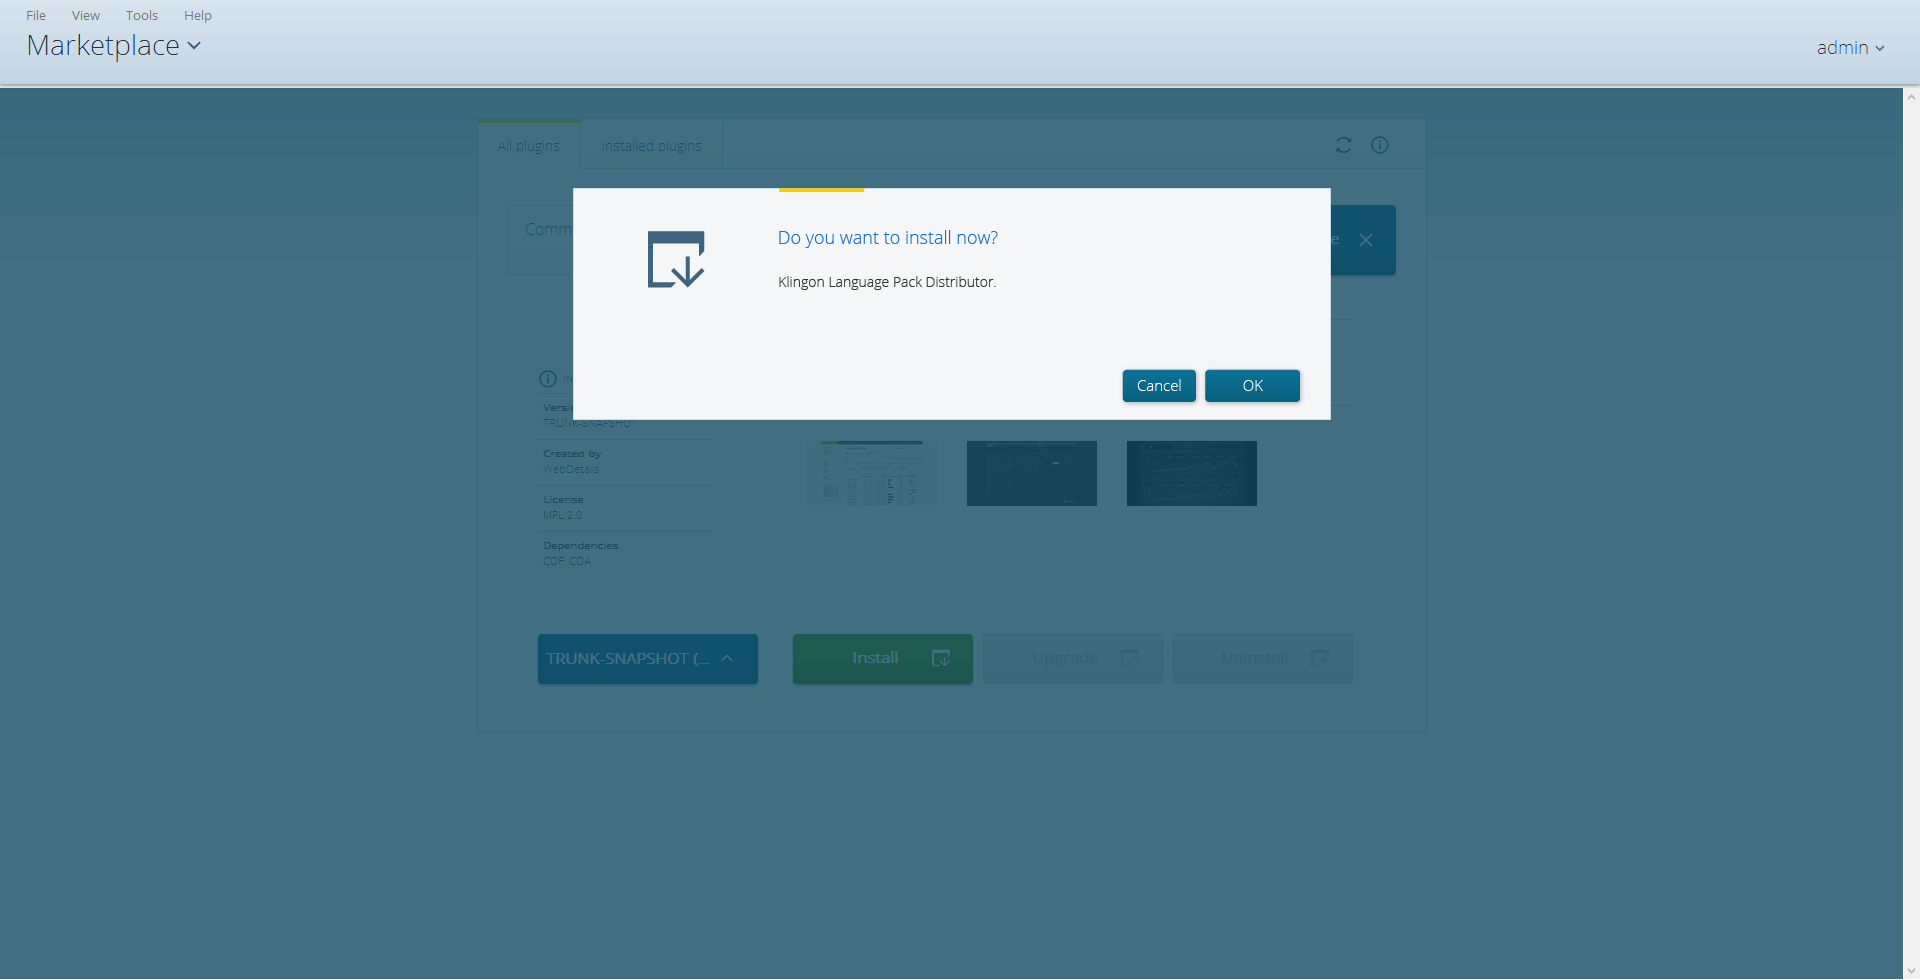 File View Tools Help
Marketplace
admin
All plugins
Installed plugins
Comm
e
Do you want to install now?
Klingon Language Pack Distributor.
Cancel
OK
TRUNK-SNAPSHOT
Created by
WebDetails
License
MPL 2.0
Dependencies
CDF, CDA
TRUNK-SNAPSHOT (...
Install
Upgrade
Uninstall